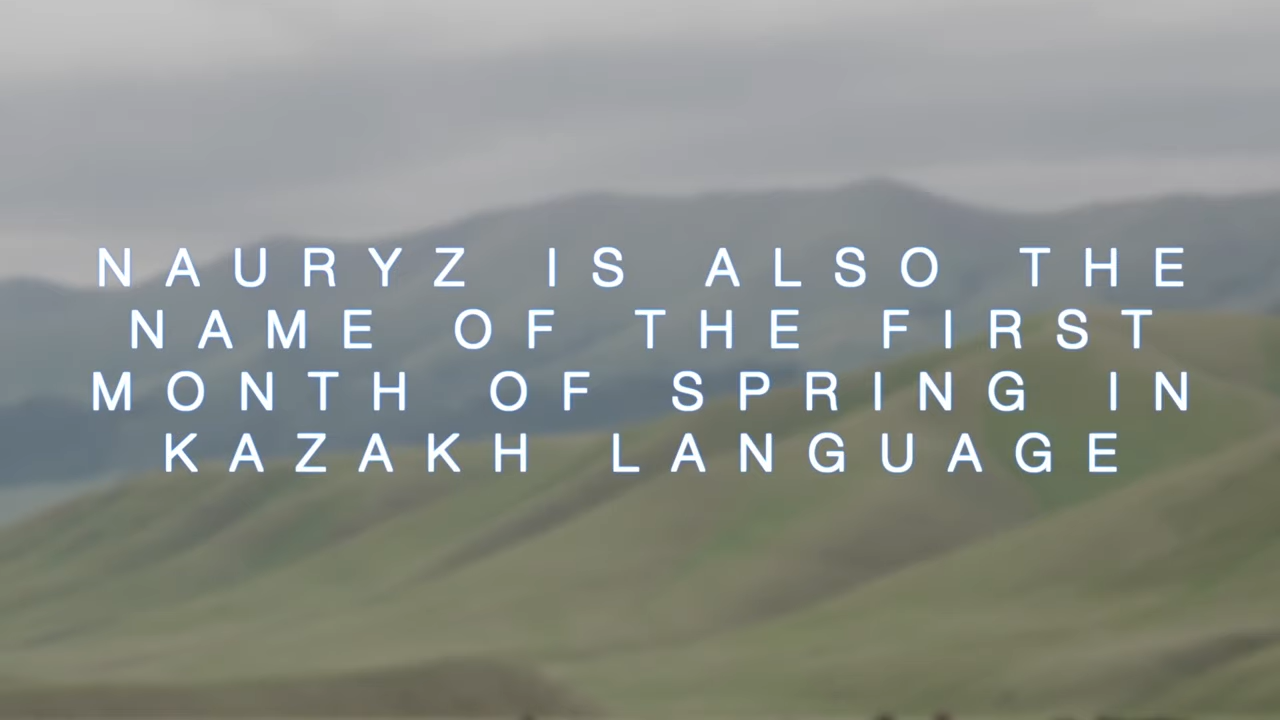 NAURYZ IS ALSO THE
NAME OF THE FIRST
MONTH OF SPRING IN
KAZAKH LANGUAGE